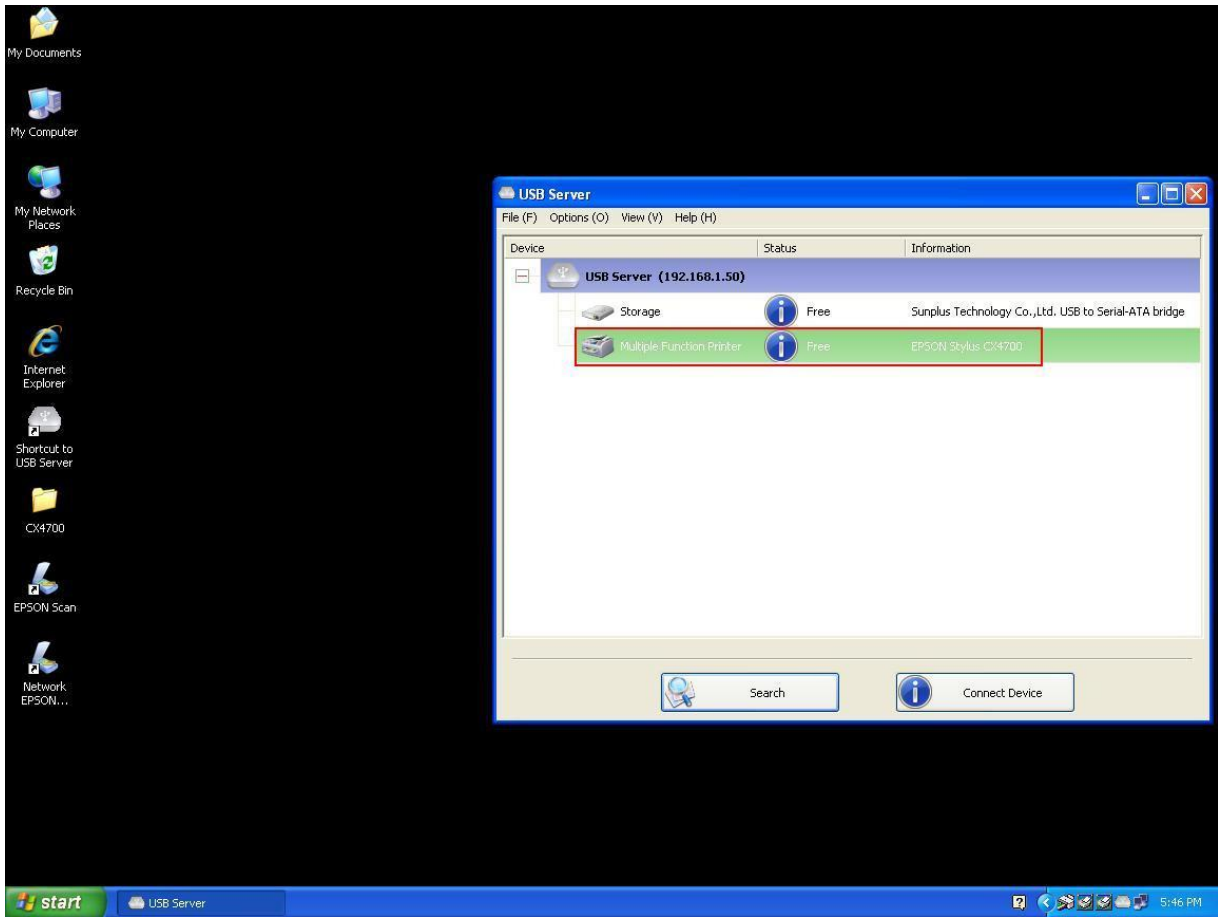 My Documents
My Computer
My Network
Places
Recycle Bin
Internet
Explorer
Shortcut to
USB Server
CX4700
EPSON Scan
Network
EPSON...
USB Server
File (F) Options (O) View (V) Help (H)
Device Status Information
USB Server (192.168.1.50)
Storage Free Sunplus Technology Co.,Ltd. USB to Serial-ATA bridge
Multiple Function Printer Free EPSON Stylus CX4700
Search Connect Device
start USB Server 5:46 PM